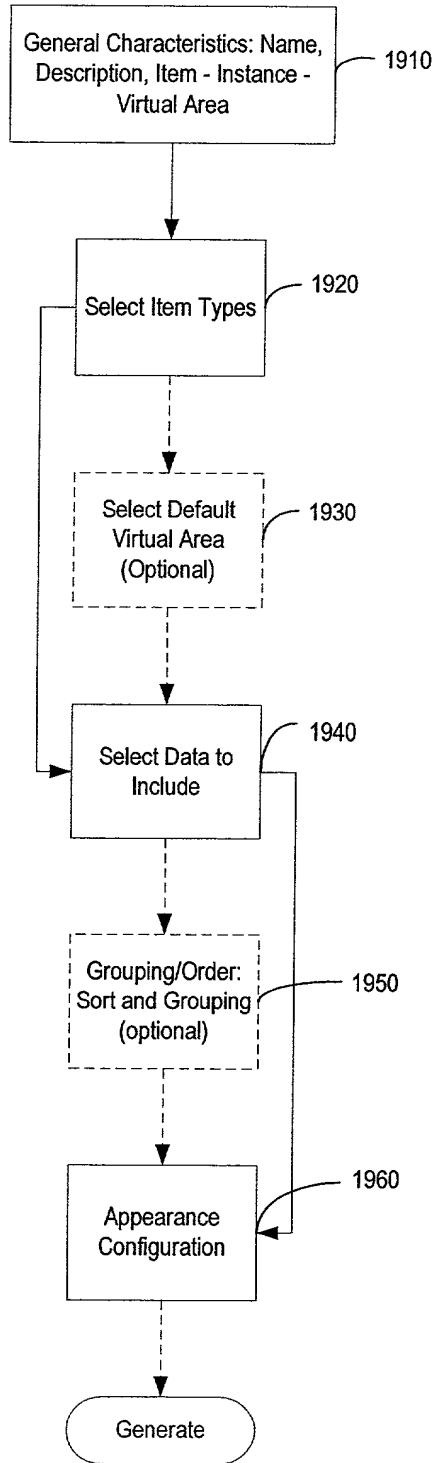 General Characteristics: Name,
Description, Item - Instance -
Virtual Area
1910
Select Item Types
1920
Select Default
Virtual Area
(Optional)
1930
Select Data to
Include
1940
Grouping/Order:
Sort and Grouping
(optional)
1950
Appearance
Configuration
1960
Generate